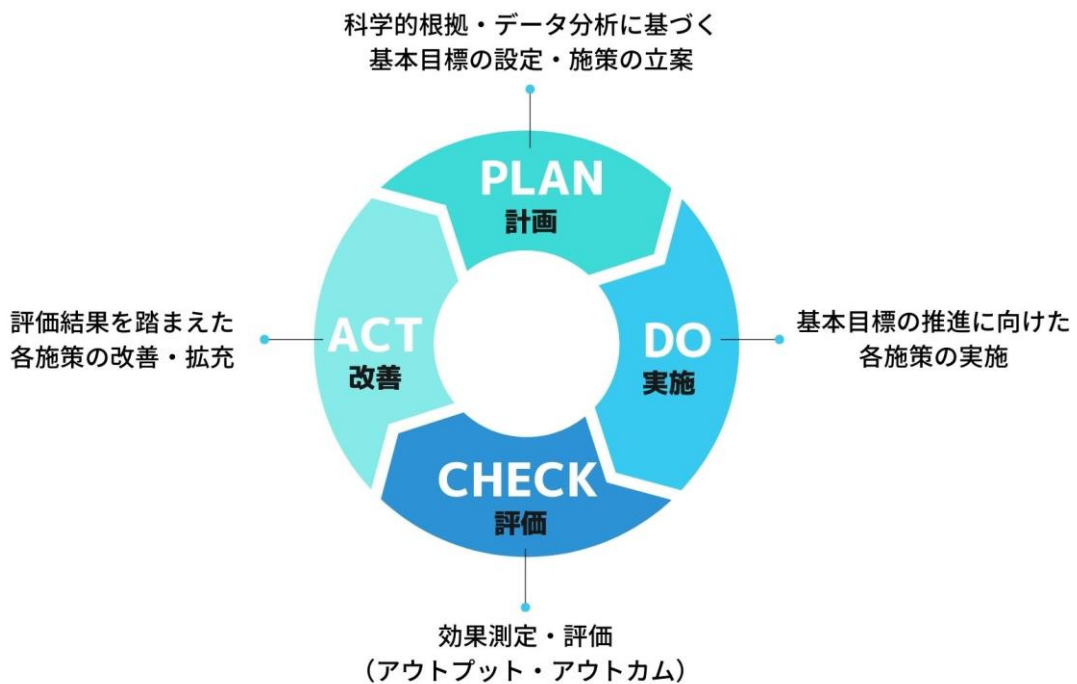 科学的根拠・データ分析に基づく
基本目標の設定・施策の立案
PLAN
計画
評価結果を踏まえた
各施策の改善・拡充
ACT
改善
DO
実施
基本目標の推進に向けた
各施策の実施
CHECK
評価
効果測定・評価
（アウトプット・アウトカム）